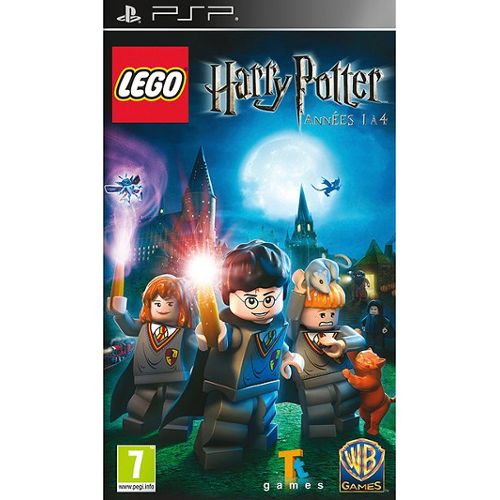 PSP
LEGO
Harry Potter
ANNÉES 1 À 4
7
www.pegi.info
Tt
games
WB
GAMES